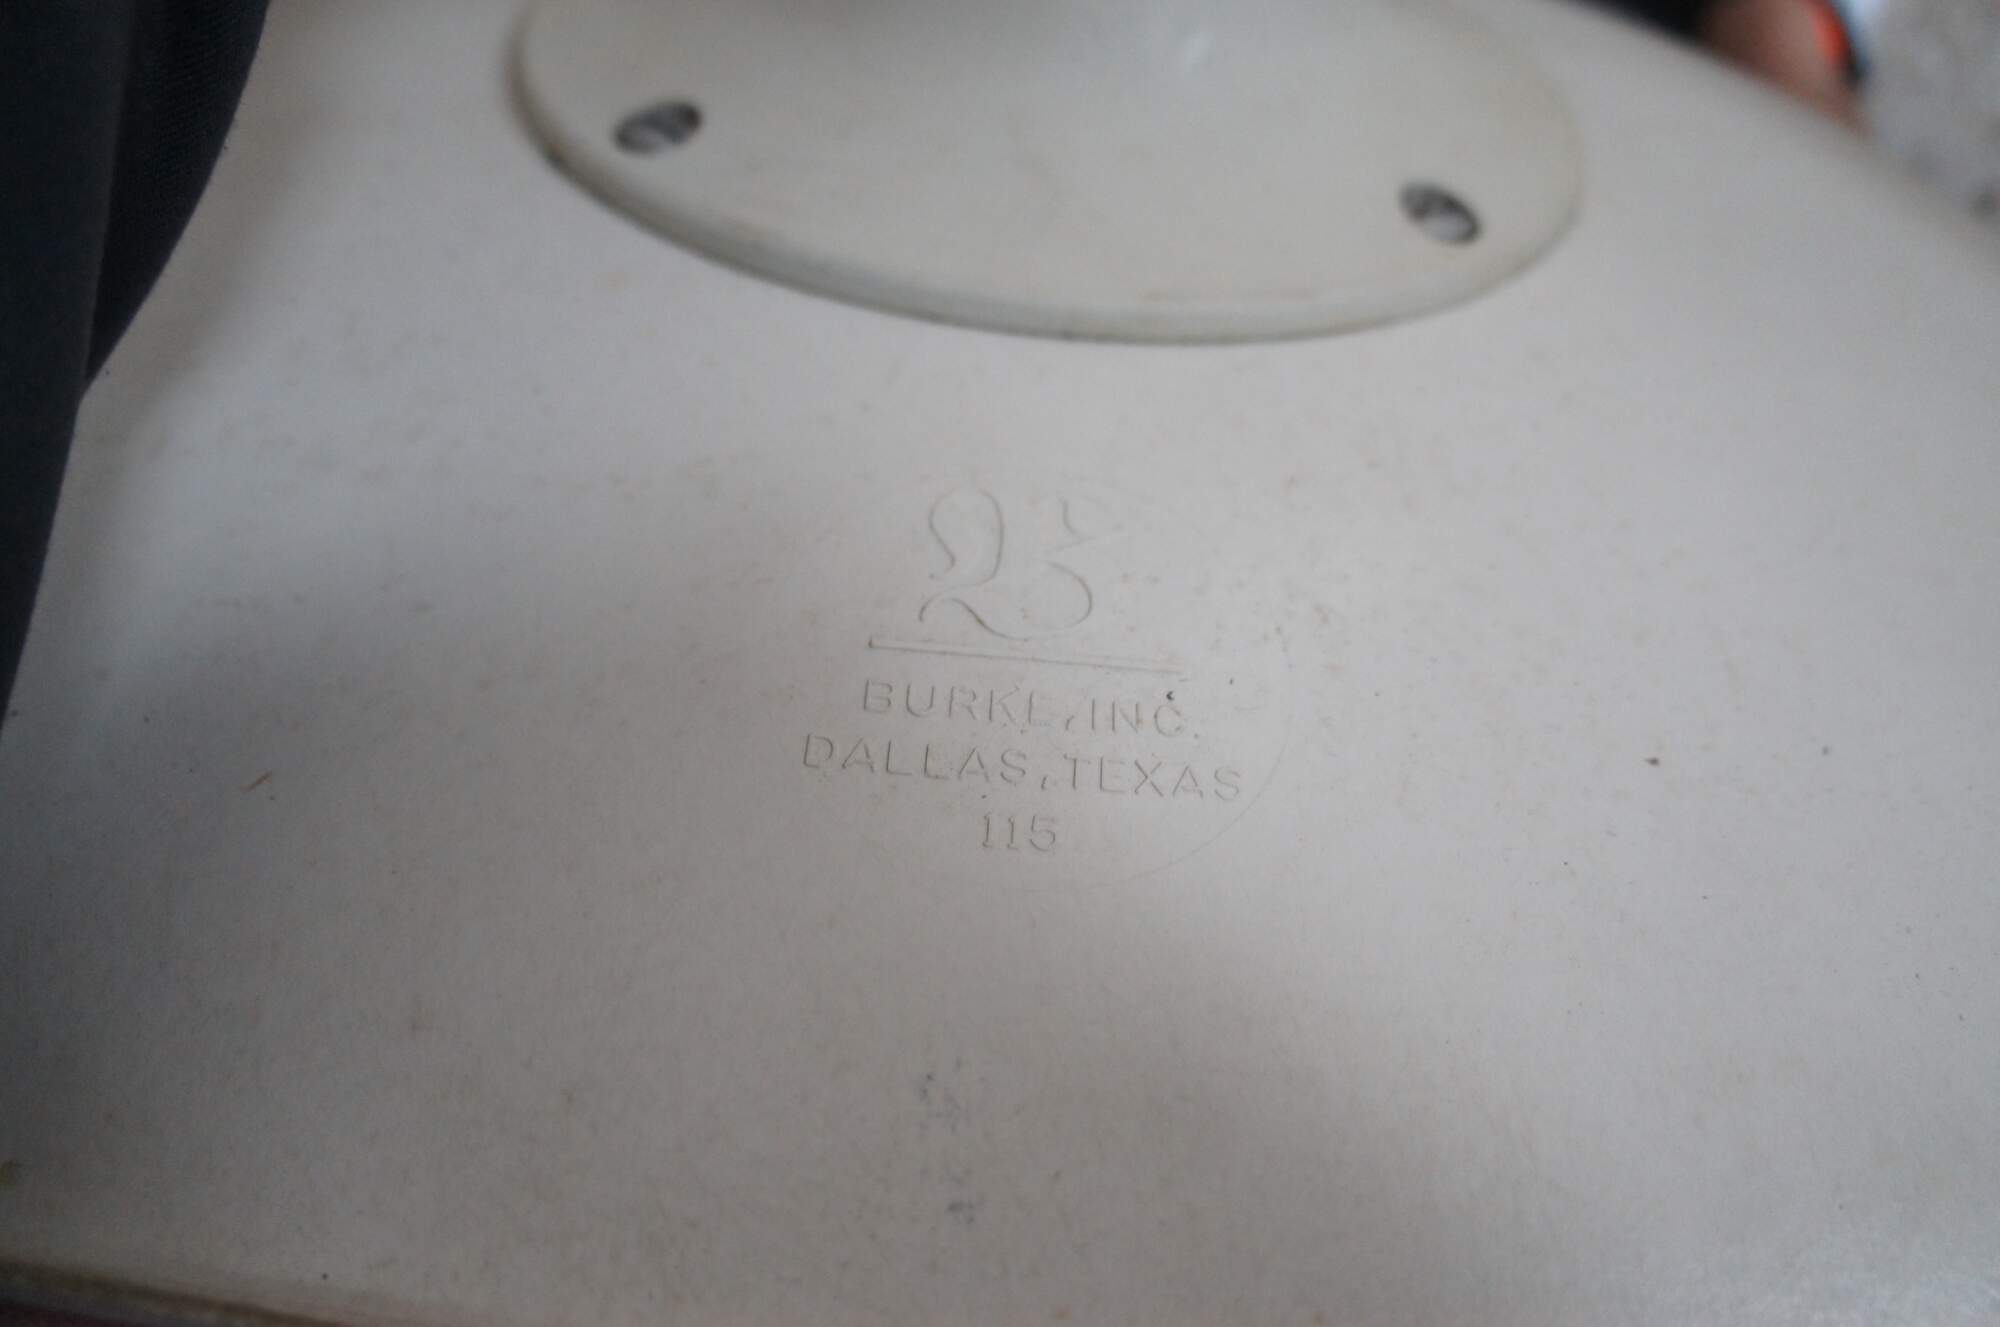 B
BURKE, INC.
DALLAS, TEXAS
115